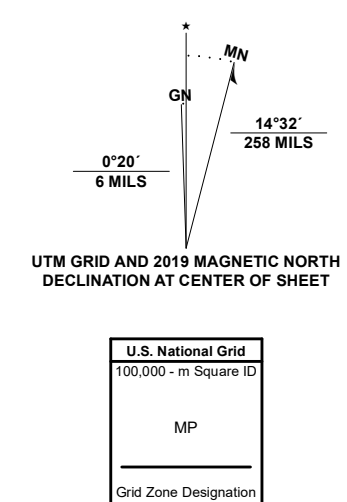 ★
MN
GN
14°32´
258 MILS
0°20´
6 MILS
UTM GRID AND 2019 MAGNETIC NORTH
DECLINATION AT CENTER OF SHEET
U.S. National Grid
100,000 - m Square ID
MP
Grid Zone Designation